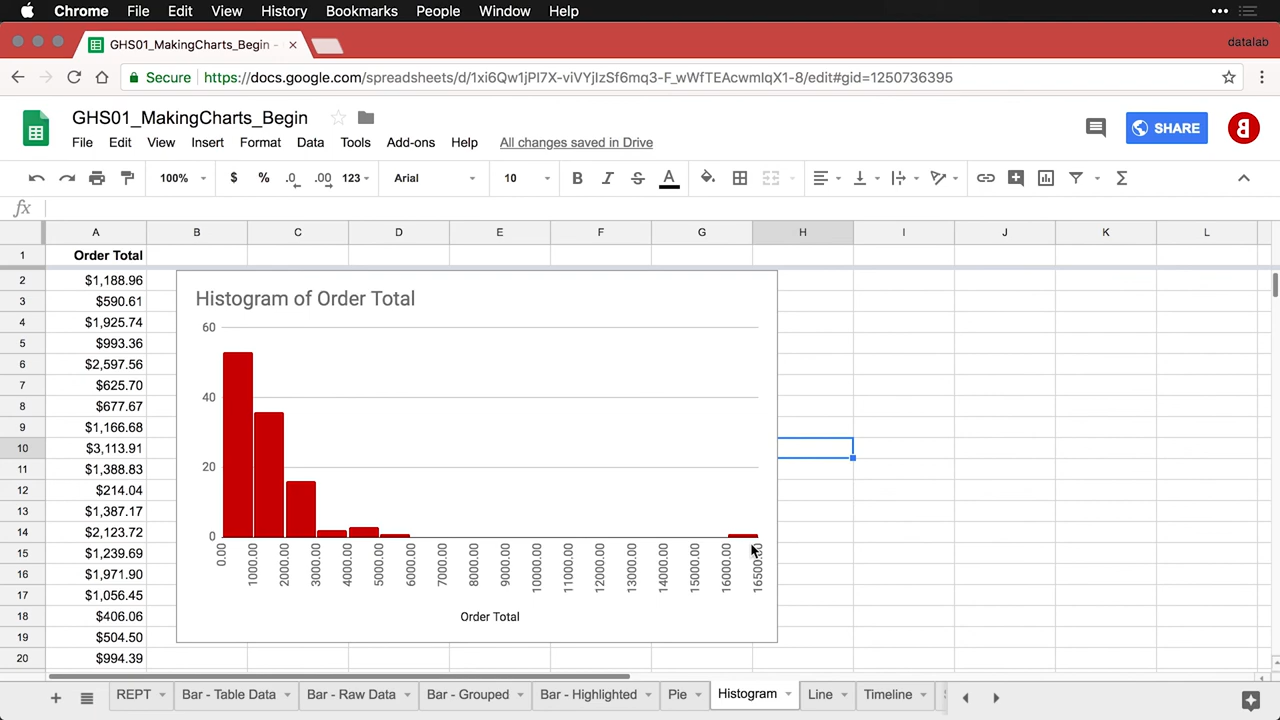 Chrome File Edit View History Bookmarks People Window Help
GHS01_MakingCharts_Begin -
datalab
Secure https://docs.google.com/spreadsheets/d/1xi6Qw1jPl7X-viVYjlzSf6mq3-F_wWfTEAcwmlqX1-8/edit#gid=1250736395
GHS01_MakingCharts_Begin
SHARE
File Edit View Insert Format Data Tools Add-ons Help All changes saved in Drive
100% $ % .0 .00 123 Arial 10 B I S A Σ
fx
A B C D E F G H I J K L
1 Order Total
2 $1,188.96
3 $590.61
4 $1,925.74
5 $993.36
6 $2,597.56
7 $625.70
8 $677.67
9 $1,166.68
10 $3,113.91
11 $1,388.83
12 $214.04
13 $1,387.17
14 $2,123.72
15 $1,239.69
16 $1,971.90
17 $1,056.45
18 $406.06
19 $504.50
20 $994.39
Histogram of Order Total
60
40
20
0
0.00 1000.00 2000.00 3000.00 4000.00 5000.00 6000.00 7000.00 8000.00 9000.00 10000.00 11000.00 12000.00 13000.00 14000.00 15000.00 16000.00 16500.00
Order Total
REPT Bar - Table Data Bar - Raw Data Bar - Grouped Bar - Highlighted Pie Histogram Line Timeline